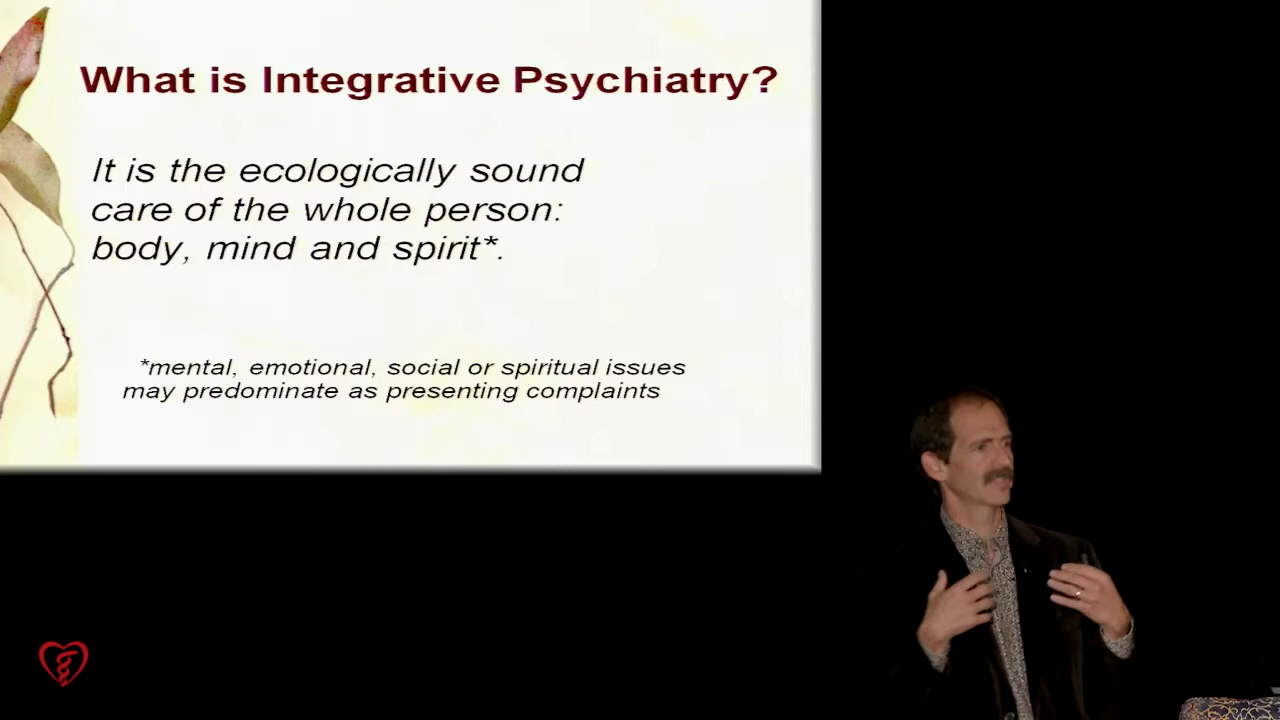 What is Integrative Psychiatry?
It is the ecologically sound
care of the whole person:
body, mind and spirit*.
*mental, emotional, social or spiritual issues
may predominate as presenting complaints